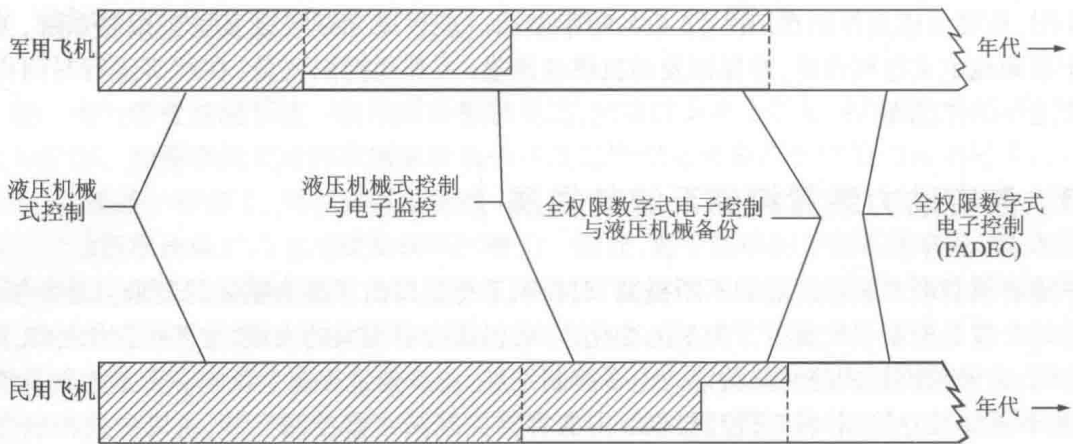 军用飞机
年代
液压机械
式控制
液压机械式控制
与电子监控
全权限数字式电子控制
与液压机械备份
全权限数字式
电子控制
(FADEC)
民用飞机
年代